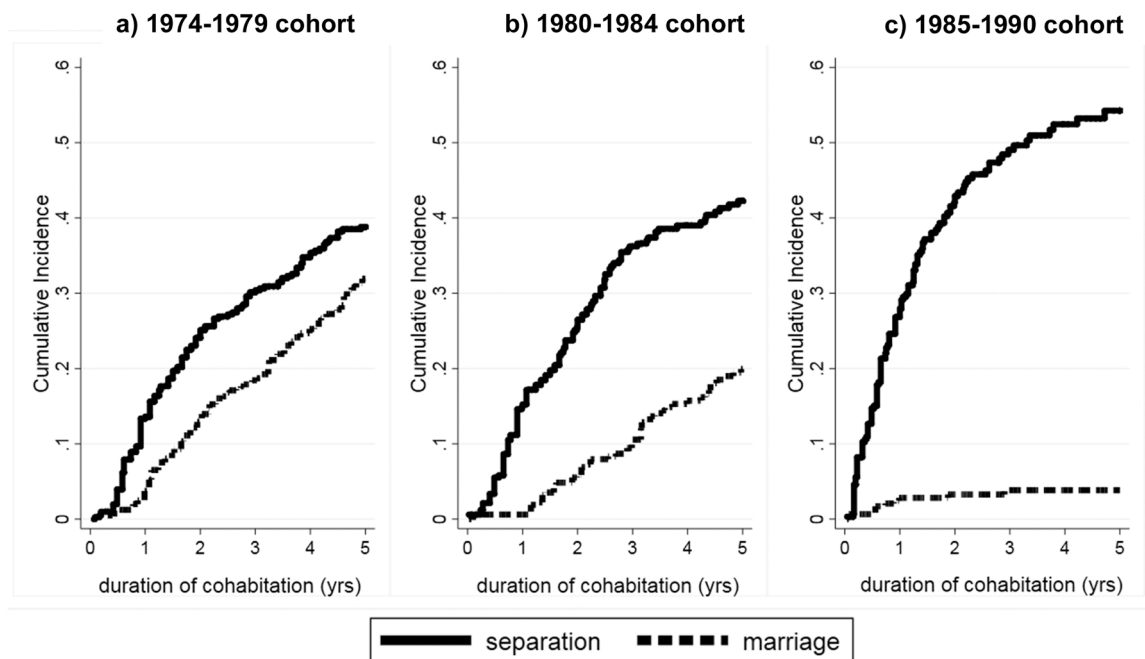 a) 1974-1979 cohort
b) 1980-1984 cohort
c) 1985-1990 cohort
Cumulative Incidence
.6
.5
.4
.3
.2
.1
0
0 1 2 3 4 5
duration of cohabitation (yrs)
Cumulative Incidence
.6
.5
.4
.3
.2
.1
0
0 1 2 3 4 5
duration of cohabitation (yrs)
Cumulative Incidence
.6
.5
.4
.3
.2
.1
0
0 1 2 3 4 5
duration of cohabitation (yrs)
separation marriage